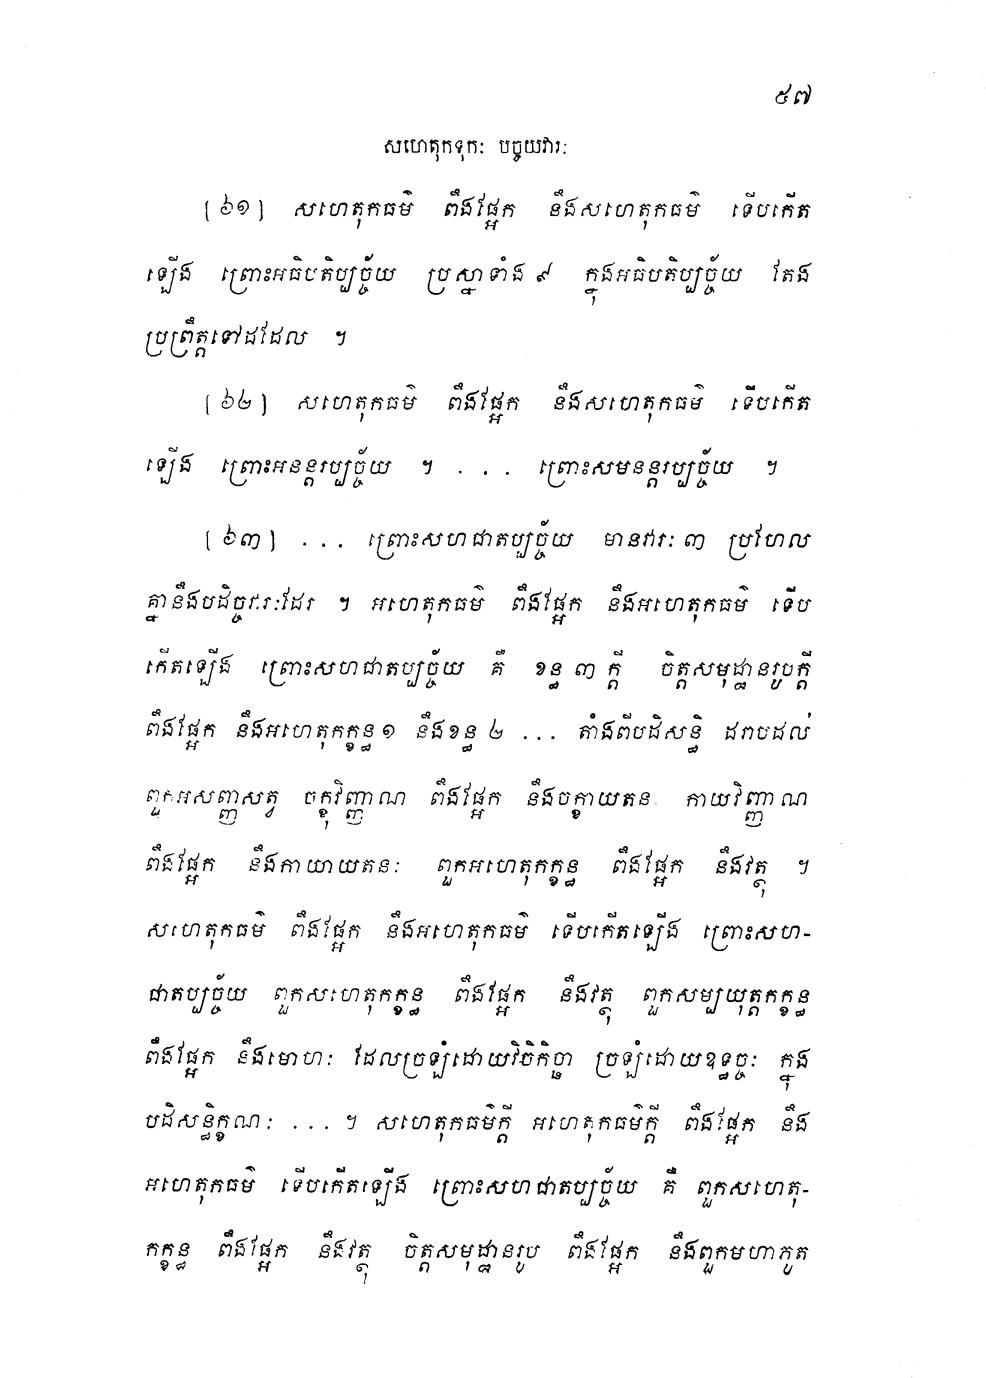 ៥៧
សហេតុកទុកៈ បច្ចយវារៈ
[៦១] សហេតុកធម៌ ពឹងផ្អែក នឹងសហេតុកធម៌ ទើបកើត
ឡើង ព្រោះអធិបតិប្បច្ច័យ ប្រស្នាទាំង ៩ ក្នុងអធិបតិប្បច្ច័យ តែង
ប្រព្រឹត្តទៅដដែល ។
[៦២] សហេតុកធម៌ ពឹងផ្អែក នឹងសហេតុកធម៌ ទើបកើត
ឡើង ព្រោះអនន្តរប្បច្ច័យ ។ . . . ព្រោះសមនន្តរប្បច្ច័យ ។
[៦៣] . . . ព្រោះសហជាតប្បច្ច័យ មានវារៈ ៣ ប្រហែល
គ្នានឹងបដិច្ចវារៈដែរ ។ អហេតុកធម៌ ពឹងផ្អែក នឹងអហេតុកធម៌ ទើប
កើតឡើង ព្រោះសហជាតប្បច្ច័យ គឺ ខន្ធ ៣ ក្តី ចិត្តសមុដ្ឋានរូបក្តី
ពឹងផ្អែក នឹងអហេតុកក្ខន្ធ ១ នឹងខន្ធ ២ ... តាំងពីបដិសន្ធិ ដរាបដល់
ពួកអសញ្ញសត្វ ចក្ខុវិញ្ញាណ ពឹងផ្អែក នឹងចក្ខាយតនៈ កាយវិញ្ញាណ
ពឹងផ្អែក នឹងកាយាយតនៈ ពួកអហេតុកក្ខន្ធ ពឹងផ្អែក នឹងវត្ថុ ។
សហេតុកធម៌ ពឹងផ្អែក នឹងអហេតុកធម៌ ទើបកើតឡើង ព្រោះសហ-
ជាតប្បច្ច័យ ពួកសហេតុកក្ខន្ធ ពឹងផ្អែក នឹងវត្ថុ ពួកសម្បយុត្តកក្ខន្ធ
ពឹងផ្អែក នឹងមោហៈ ដែលច្រឡំដោយវិចិកិច្ឆា ច្រឡំដោយឧទ្ធច្ចៈ ក្នុង
បដិសន្ធិក្ខណៈ ... ។ សហេតុកធម៌ក្តី អហេតុកធម៌ក្តី ពឹងផ្អែក នឹង
អហេតុកធម៌ ទើបកើតឡើង ព្រោះសហជាតប្បច្ច័យ គឺ ពួកសហេតុ-
កក្ខន្ធ ពឹងផ្អែក នឹងវត្ថុ ចិត្តសមុដ្ឋានរូប ពឹងផ្អែក នឹងពួកមហាភូត